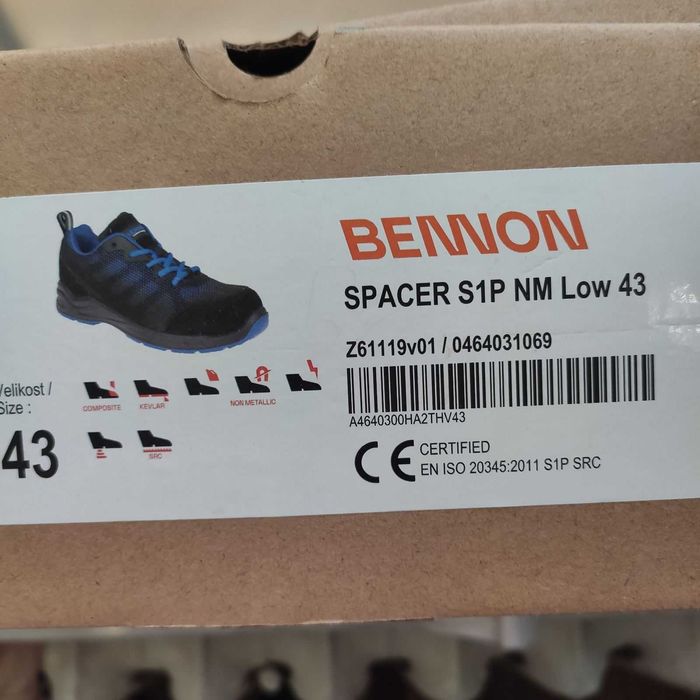 BENNON
SPACER S1P NM Low 43
Z61119v01 / 0464031069
A4640300HA2THV43
CE CERTIFIED
EN ISO 20345:2011 S1P SRC
Velikost /
Size :
43
COMPOSITE
KEVLAR
NON METALLIC
SRC